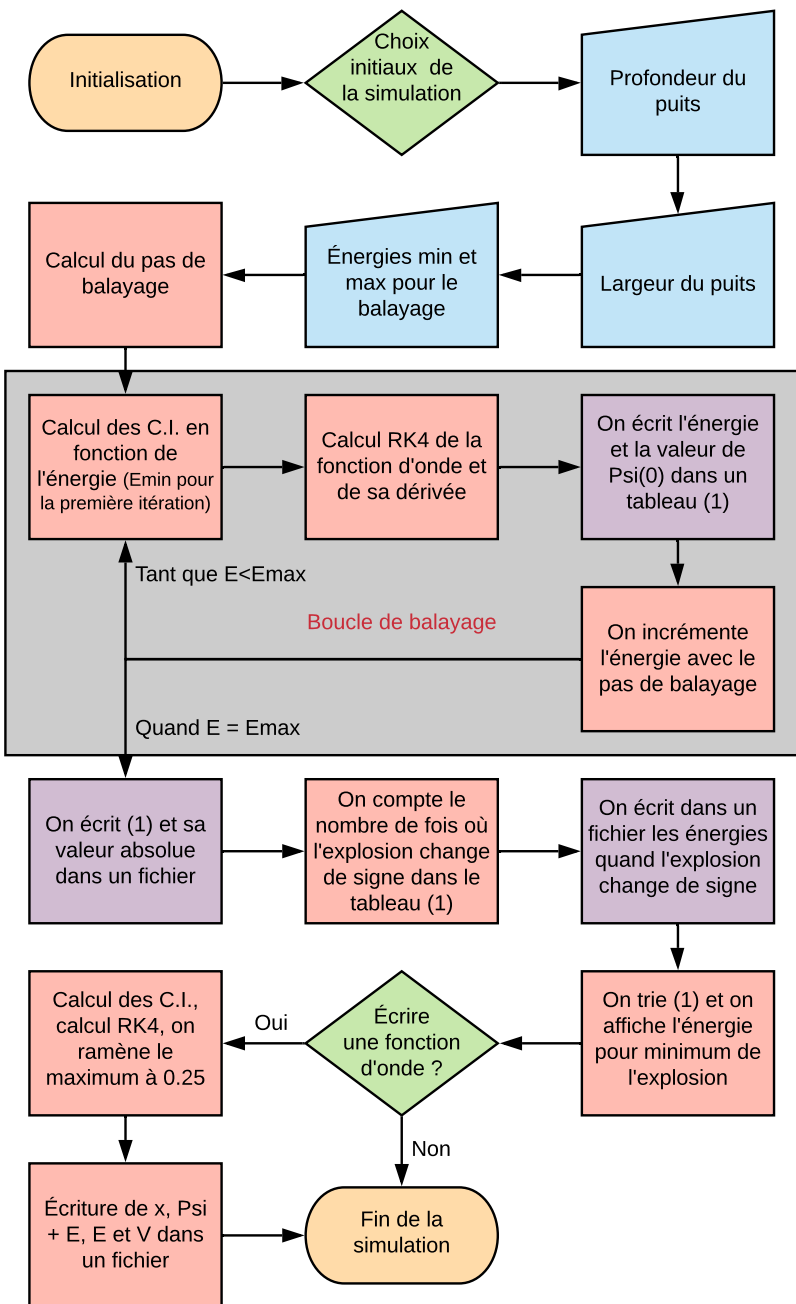 Initialisation
Choix
initiaux de
la simulation
Profondeur du
puits
Largeur du puits
Énergies min et
max pour le
balayage
Calcul du pas de
balayage
Calcul des C.I. en
fonction de
l'énergie (Emin pour
la première itération)
Calcul RK4 de la
fonction d'onde et
de sa dérivée
On écrit l'énergie
et la valeur de
Psi(0) dans un
tableau (1)
On incrémente
l'énergie avec le
pas de balayage
Boucle de balayage
Tant que E<Emax
Quand E = Emax
On écrit (1) et sa
valeur absolue
dans un fichier
On compte le
nombre de fois où
l'explosion change
de signe dans le
tableau (1)
On écrit dans un
fichier les énergies
quand l'explosion
change de signe
On trie (1) et on
affiche l'énergie
pour minimum de
l'explosion
Écrire
une fonction
d'onde ?
Oui
Calcul des C.I.,
calcul RK4, on
ramène le
maximum à 0.25
Écriture de x, Psi
+ E, E et V dans
un fichier
Non
Fin de la
simulation